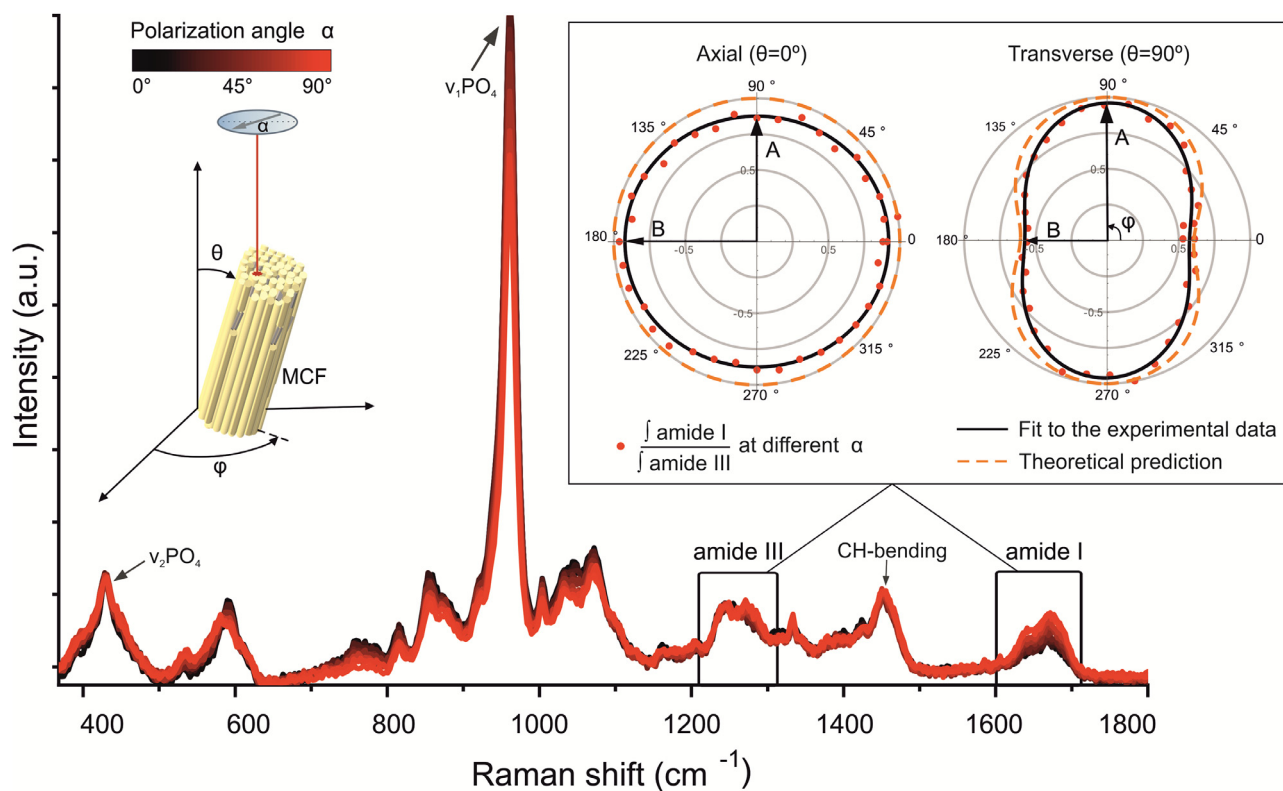 Polarization angle α
0° 45° 90°
α
θ
MCF
φ
ν₁PO₄
ν₂PO₄
Axial (θ=0º)
90 °
135 ° 45 °
A
0.5
B
180 ° -0.5 0.5 0
-0.5
225 ° 315 °
270°
Transverse (θ=90º)
90 °
135 ° 45 °
A
0.5
B φ
180 ° -0.5 0.5 0
-0.5
225 ° 315 °
270°
∫ amide I
∫ amide III
at different α
Fit to the experimental data
Theoretical prediction
amide III
CH-bending
amide I
Intensity (a.u.)
400 600 800 1000 1200 1400 1600 1800
Raman shift (cm⁻¹)